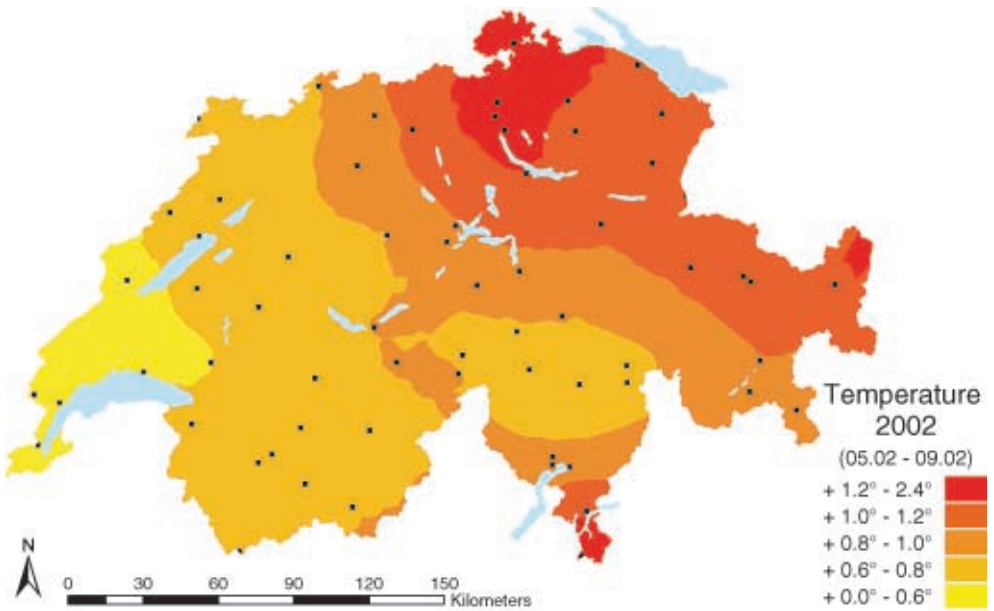 Temperature
2002
(05.02 - 09.02)
+ 1.2° - 2.4°
+ 1.0° - 1.2°
+ 0.8° - 1.0°
+ 0.6° - 0.8°
+ 0.0° - 0.6°
N
0 30 60 90 120 150
Kilometers